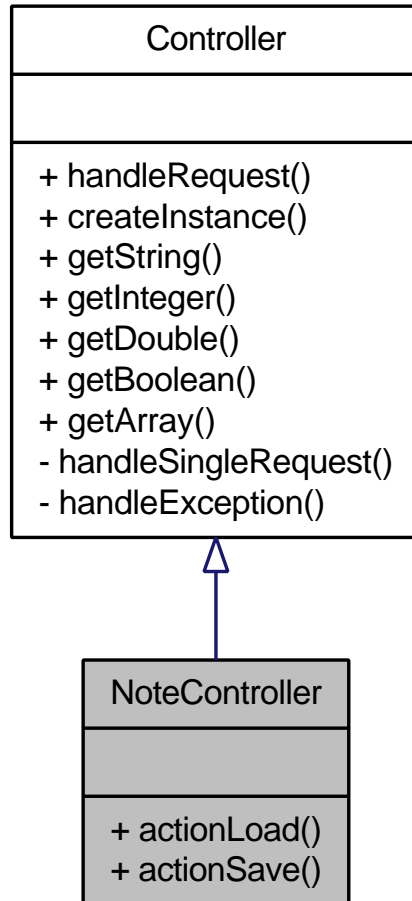 Controller
+ handleRequest()
+ createInstance()
+ getString()
+ getInteger()
+ getDouble()
+ getBoolean()
+ getArray()
- handleSingleRequest()
- handleException()
NoteController
+ actionLoad()
+ actionSave()